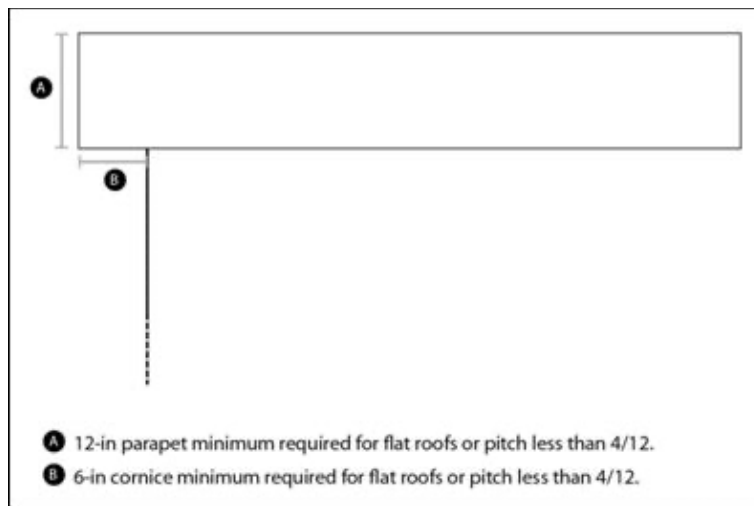 A
B
A 12-in parapet minimum required for flat roofs or pitch less than 4/12.
B 6-in cornice minimum required for flat roofs or pitch less than 4/12.